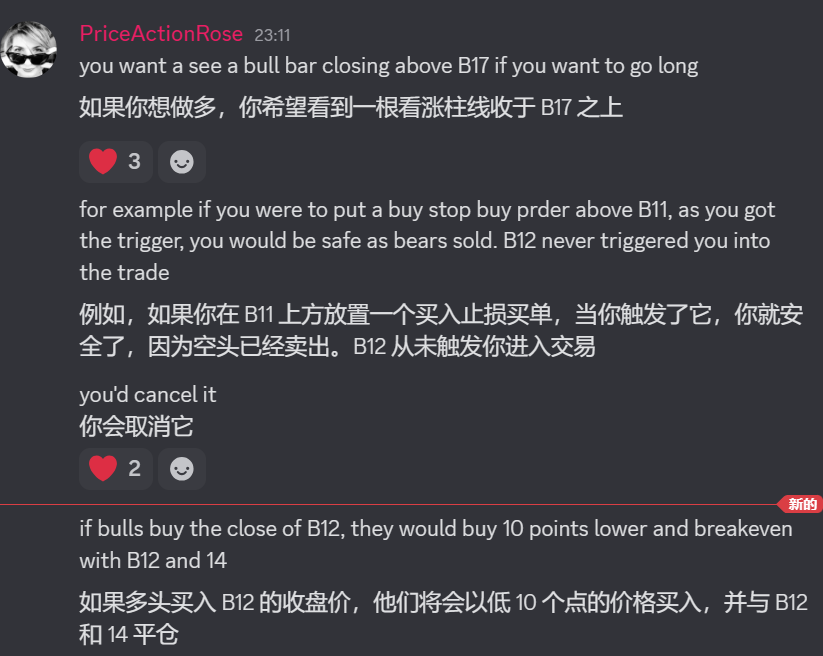 PriceActionRose 23:11
you want a see a bull bar closing above B17 if you want to go long
如果你想做多，你希望看到一根看涨柱线收于 B17 之上
3
for example if you were to put a buy stop buy prder above B11, as you got
the trigger, you would be safe as bears sold. B12 never triggered you into
the trade
例如，如果你在 B11 上方放置一个买入止损买单，当你触发了它，你就安
全了，因为空头已经卖出。B12 从未触发你进入交易
you'd cancel it
你会取消它
2
新的
if bulls buy the close of B12, they would buy 10 points lower and breakeven
with B12 and 14
如果多头买入 B12 的收盘价，他们将会以低 10 个点的价格买入，并与 B12
和 14 平仓